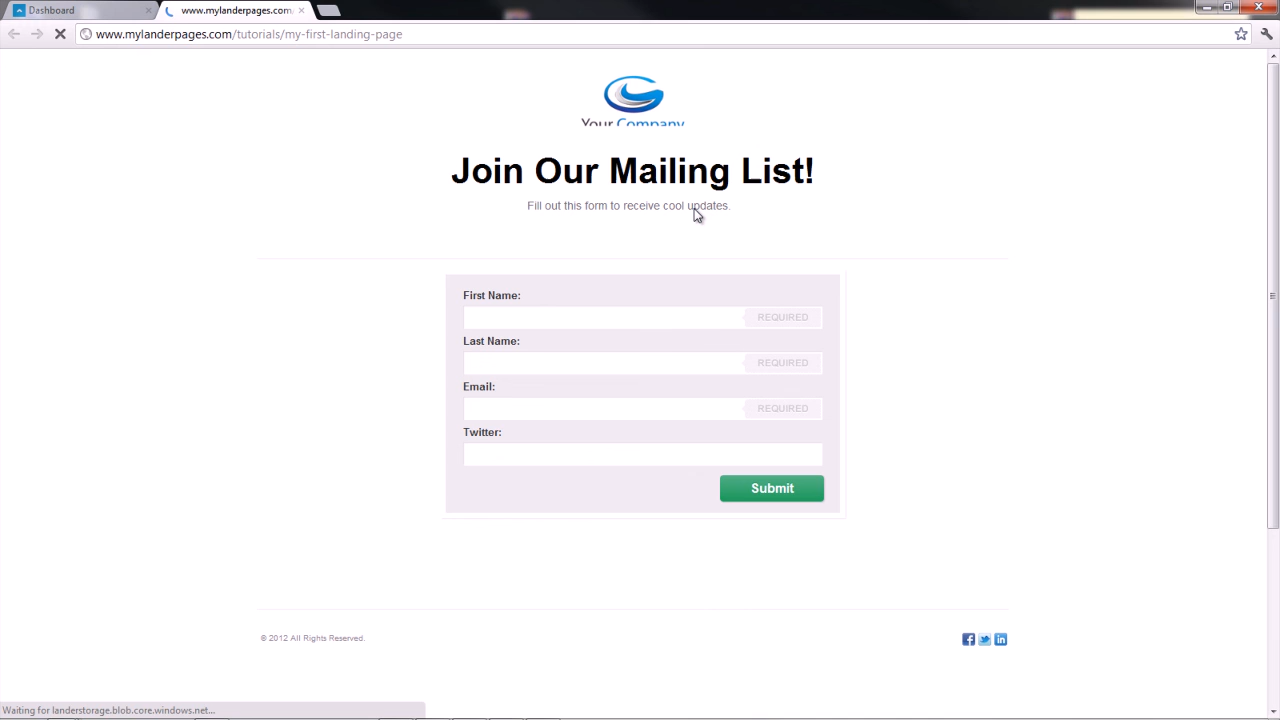 Dashboard
www.mylanderpages.com
www.mylanderpages.com/tutorials/my-first-landing-page
Your Company
Join Our Mailing List!
Fill out this form to receive cool updates.
First Name:
REQUIRED
Last Name:
REQUIRED
Email:
REQUIRED
Twitter:
Submit
© 2012 All Rights Reserved.
Waiting for landerstorage.blob.core.windows.net...